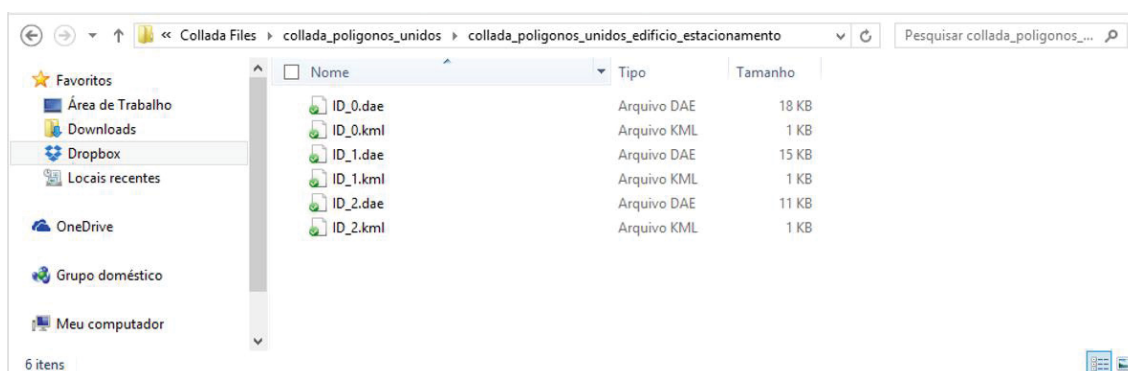 « Collada Files ▸ collada_poligonos_unidos ▸ collada_poligonos_unidos_edificio_estacionamento
Pesquisar collada_poligonos_...
Favoritos
Área de Trabalho
Downloads
Dropbox
Locais recentes
OneDrive
Grupo doméstico
Meu computador
Nome Tipo Tamanho
ID_0.dae Arquivo DAE 18 KB
ID_0.kml Arquivo KML 1 KB
ID_1.dae Arquivo DAE 15 KB
ID_1.kml Arquivo KML 1 KB
ID_2.dae Arquivo DAE 11 KB
ID_2.kml Arquivo KML 1 KB
6 itens